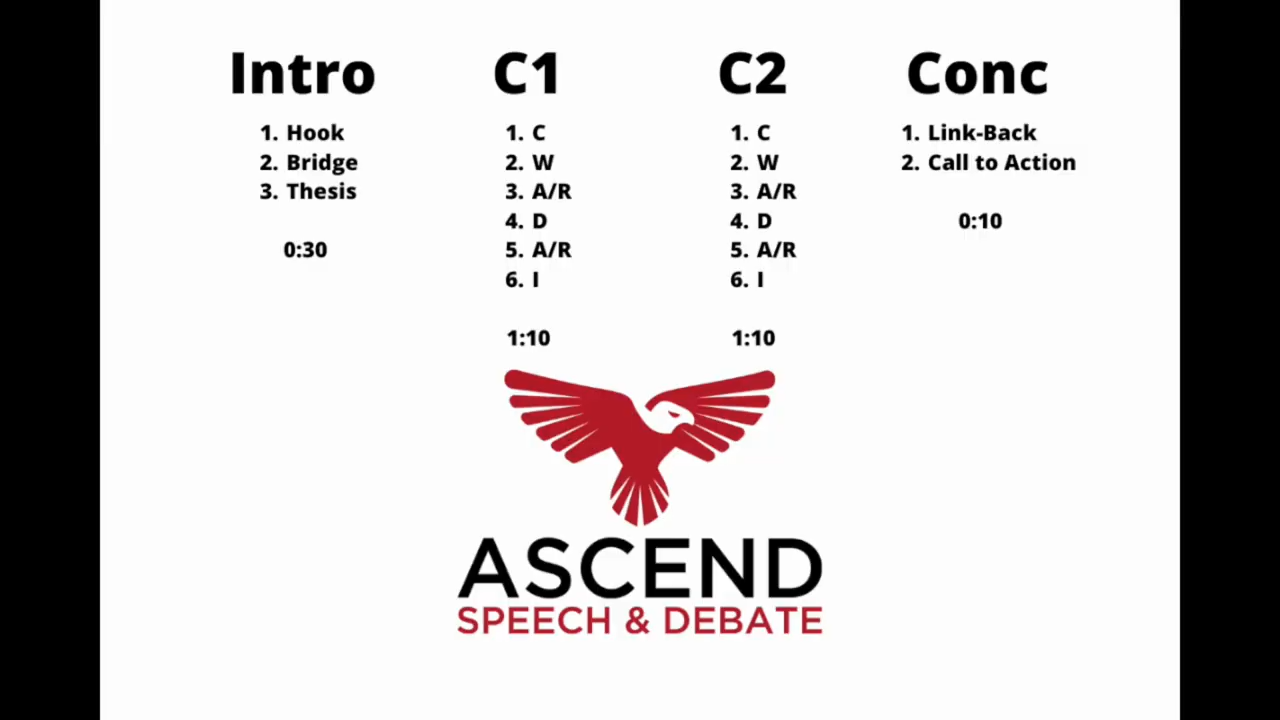 Intro
1. Hook
2. Bridge
3. Thesis
0:30
C1
1. C
2. W
3. A/R
4. D
5. A/R
6. I
1:10
C2
1. C
2. W
3. A/R
4. D
5. A/R
6. I
1:10
Conc
1. Link-Back
2. Call to Action
0:10
ASCEND
SPEECH & DEBATE